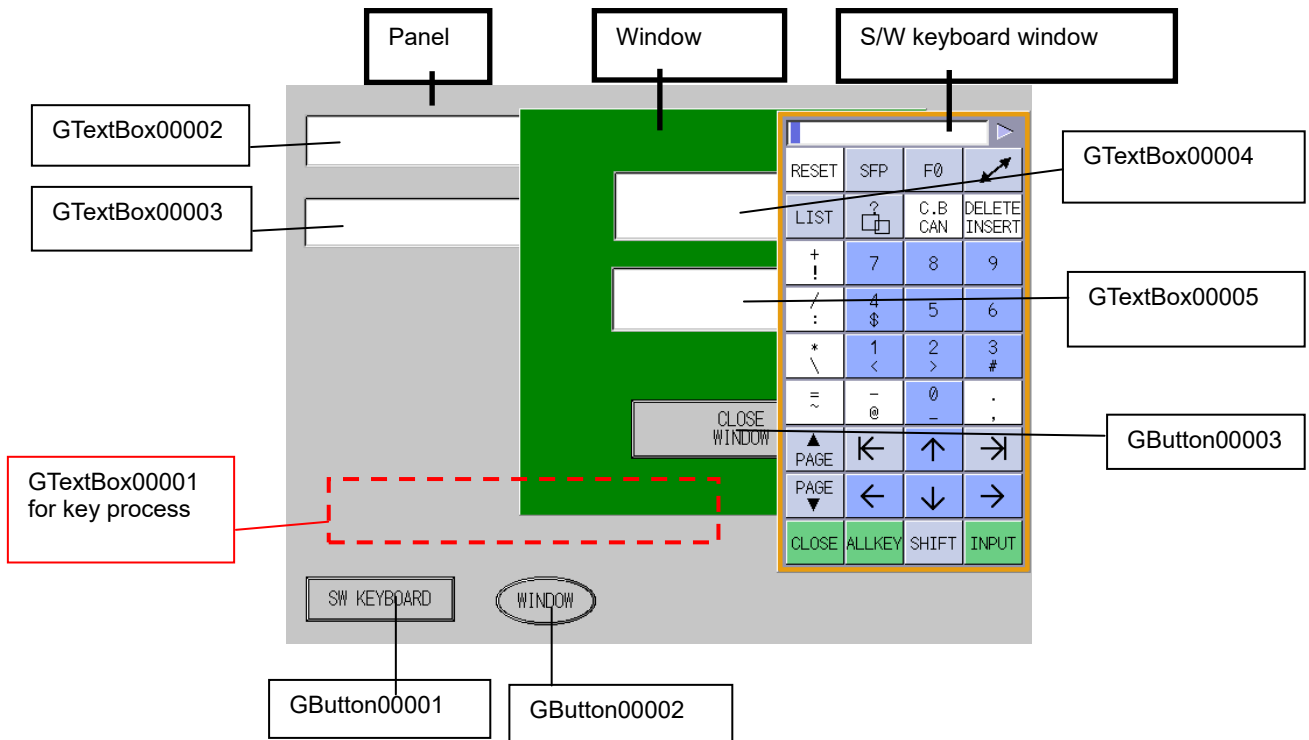 Panel
Window
S/W keyboard window
GTextBox00002
GTextBox00003
GTextBox00004
GTextBox00005
GButton00003
GTextBox00001
for key process
RESET SFP F0
LIST ? C.B CAN DELETE INSERT
+ ! 7 8 9
/ : 4 $ 5 6
* \ 1 < 2 > 3 #
= ~ - @ 0 _ . ,
▲ PAGE
PAGE ▼
CLOSE ALLKEY SHIFT INPUT
CLOSE
WINDOW
SW KEYBOARD
WINDOW
GButton00001
GButton00002